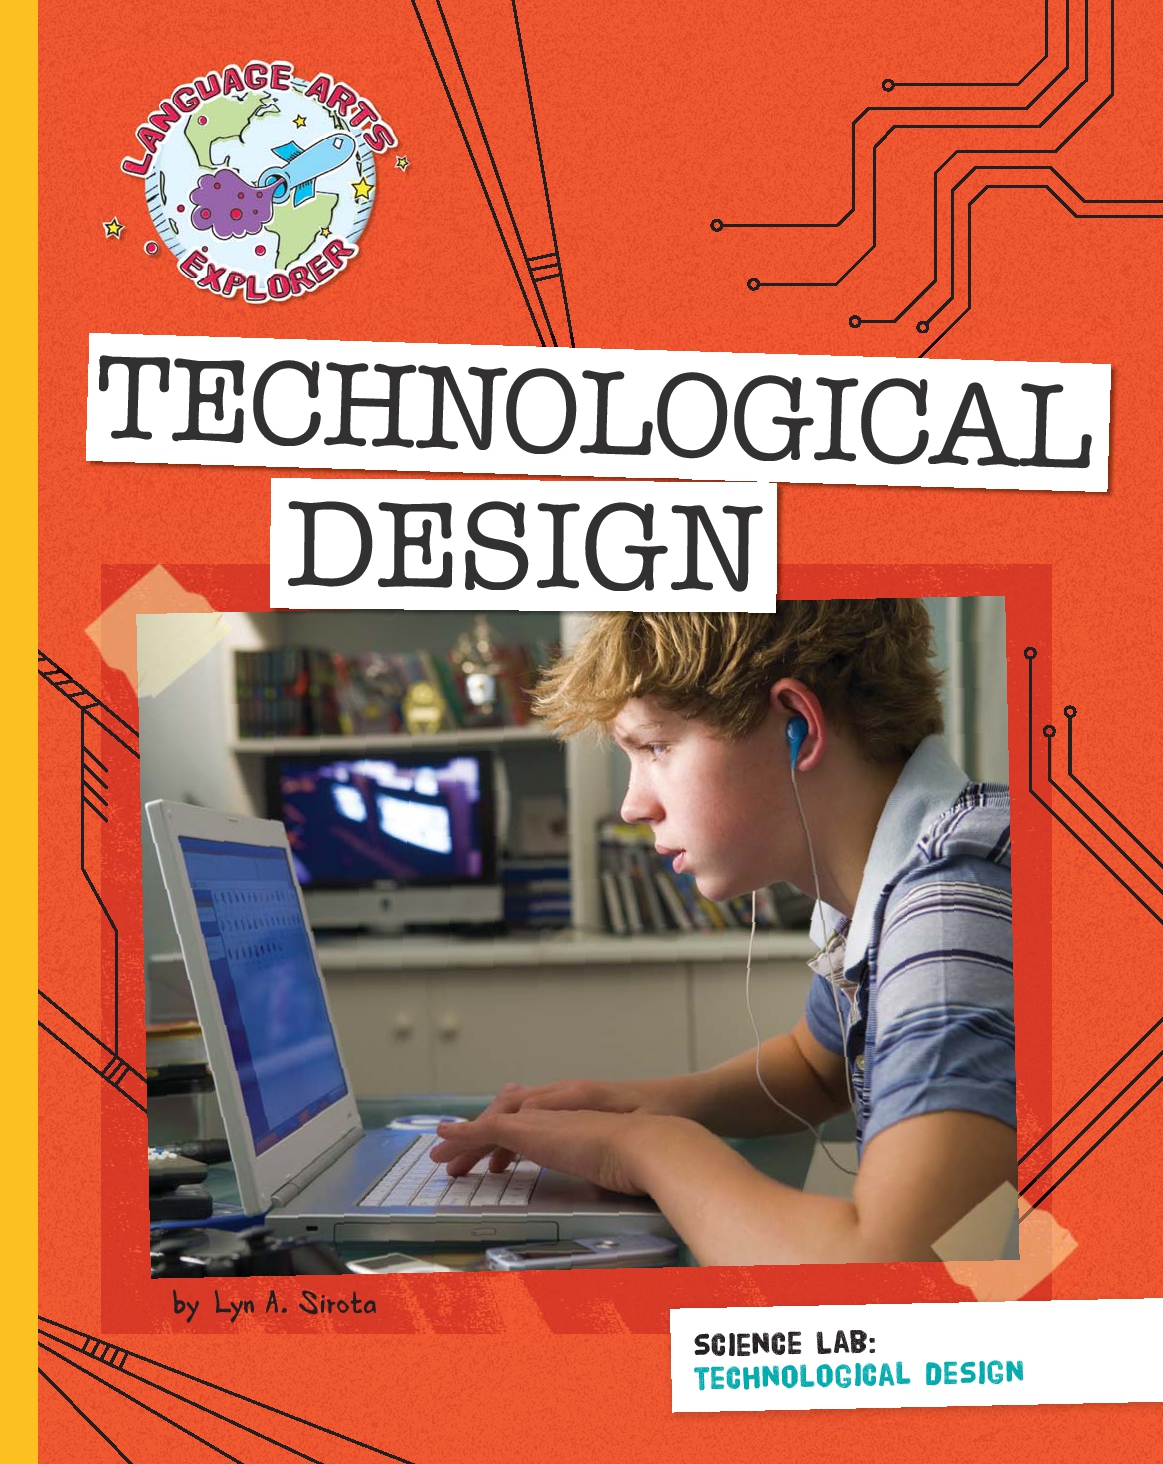 LANGUAGE ARTS
EXPLORER
TECHNOLOGICAL
DESIGN
by Lyn A. Sirota
SCIENCE LAB:
TECHNOLOGICAL DESIGN